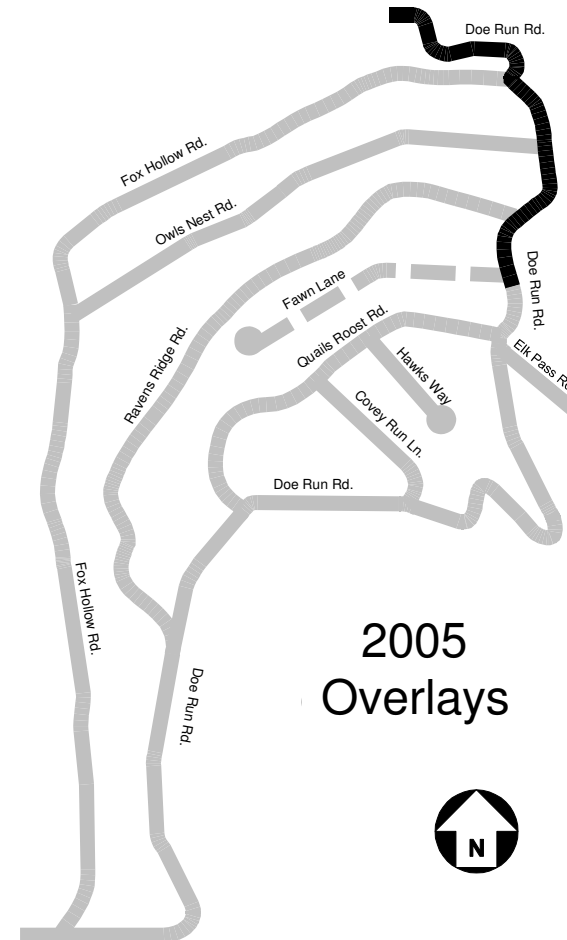 Doe Run Rd.
Fox Hollow Rd.
Owls Nest Rd.
Doe Run Rd.
Fawn Lane
Quails Roost Rd.
Ravens Ridge Rd.
Elk Pass
Hawks Way
Covey Run Ln.
Doe Run Rd.
Fox Hollow Rd.
Doe Run Rd.
2005
Overlays
N